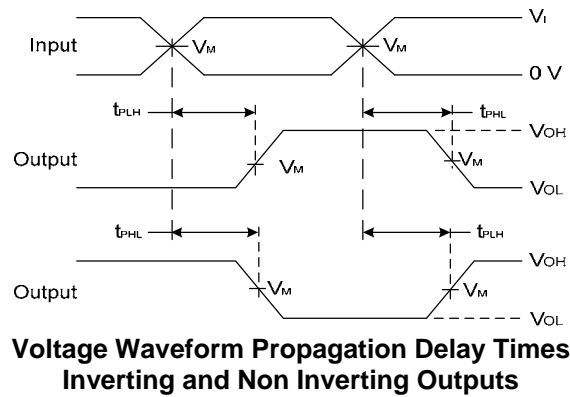 VI
Input VM VM
0 V
tPLH tPHL
VOH
Output VM VM
VOL
tPHL tPLH
VOH
Output VM VM
VOL
Voltage Waveform Propagation Delay Times
Inverting and Non Inverting Outputs